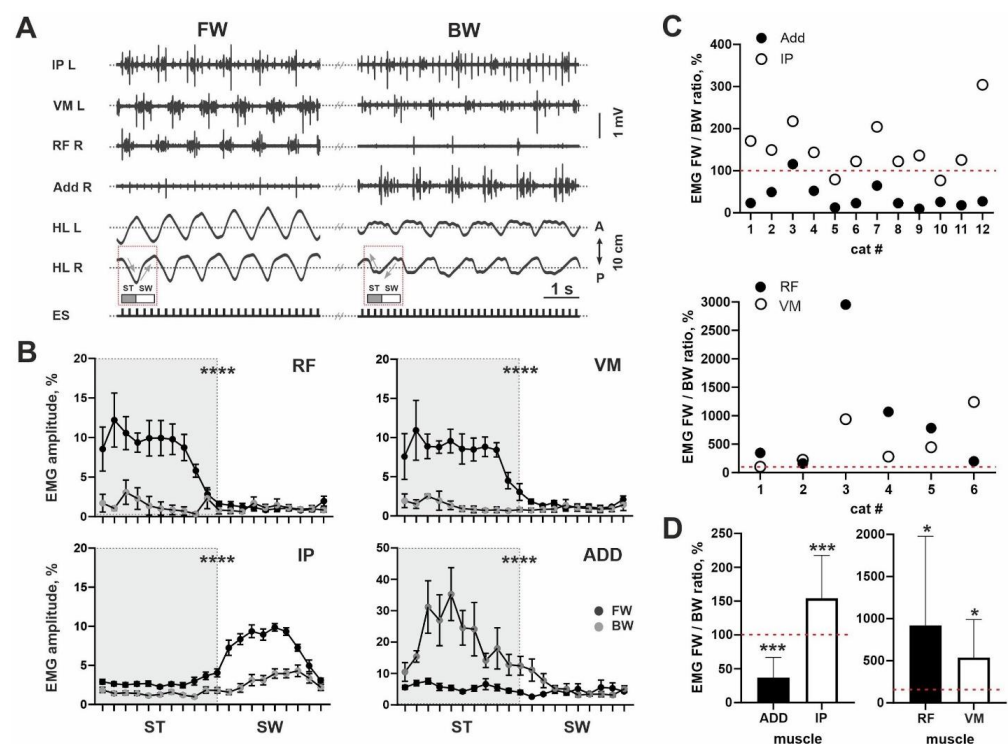 A
FW
BW
IP L
VM L
RF R
Add R
HL L
HL R
ES
//
//
//
//
//
//
//
1 mV
A
P
10 cm
ST SW
ST SW
1 s
B
20
15
10
5
0
EMG amplitude, %
****
RF
20
15
10
5
0
****
VM
20
15
10
5
0
EMG amplitude, %
****
IP
ST
SW
50
40
30
20
10
0
****
ADD
FW
BW
ST
SW
C
Add
IP
400
300
200
100
0
EMG FW / BW ratio, %
1 2 3 4 5 6 7 8 9 10 11 12
cat #
RF
VM
3000
2500
2000
1500
1000
500
0
EMG FW / BW ratio, %
1 2 3 4 5 6
cat #
D
250
200
150
100
50
0
EMG FW / BW ratio, %
***
***
ADD IP
muscle
2000
1500
1000
500
0
*
*
RF VM
muscle